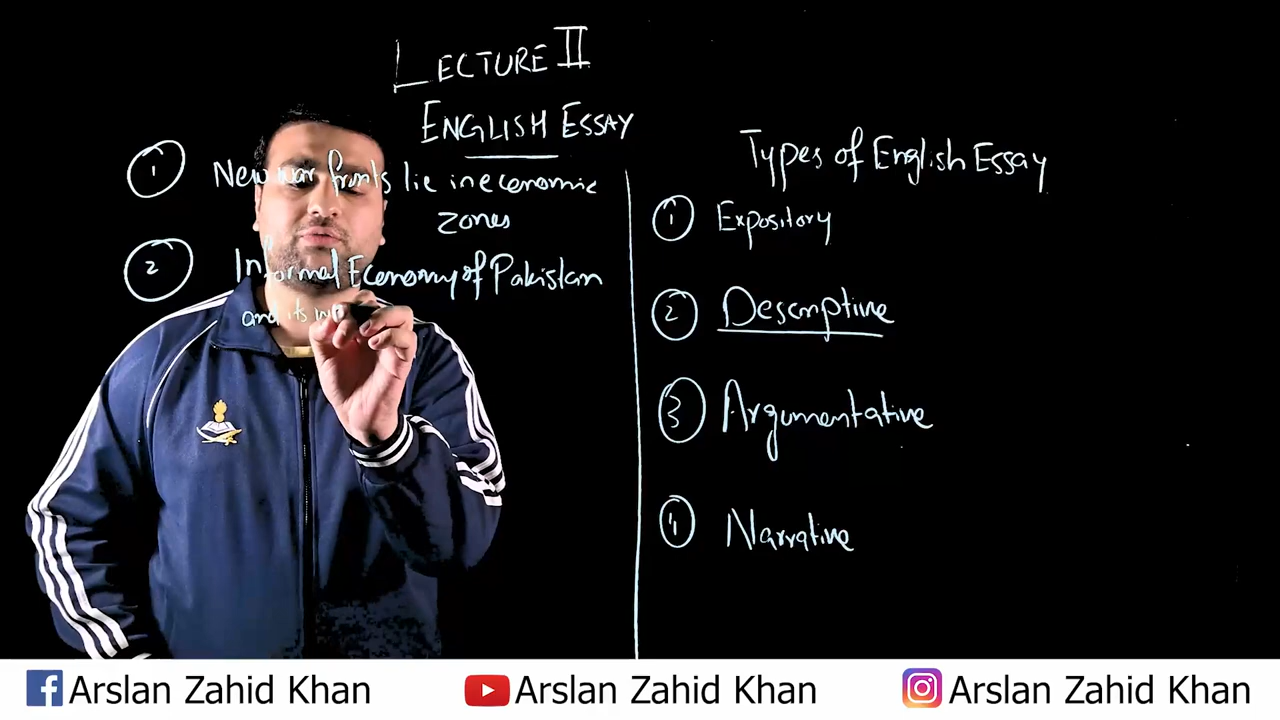 LECTURE II
ENGLISH ESSAY
1 New war fronts lie in economic
zones
2 Informal Economy of Pakistan
and its
Types of English Essay
1 Expository
2 Descriptive
3 Argumentative
4 Narrative
Arslan Zahid Khan
Arslan Zahid Khan
Arslan Zahid Khan